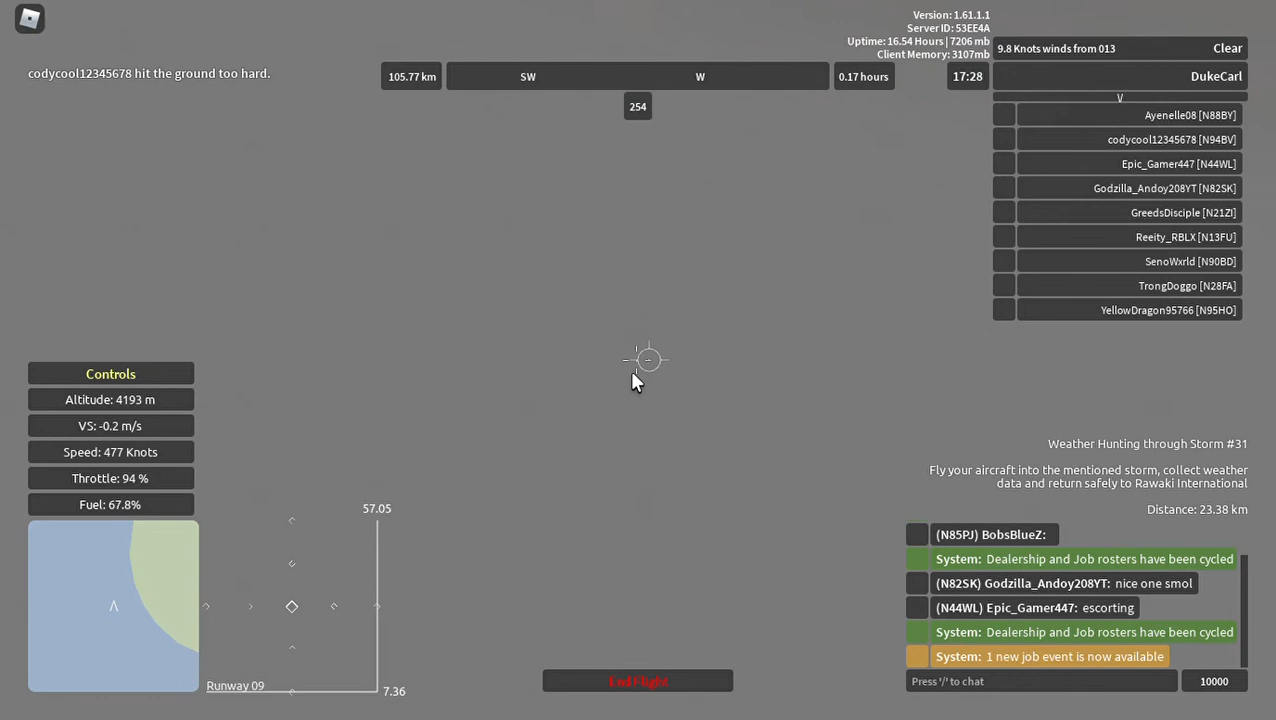 Version: 1.61.1.1
Server ID: 53EE4A
Uptime: 16.54 Hours | 7206 mb
Client Memory: 3107mb
9.8 Knots winds from 013 Clear
codycool12345678 hit the ground too hard.
105.77 km SW W 0.17 hours 17:28 DukeCarl
254
V
Ayenelle08 [N88BY]
codycool12345678 [N94BV]
Epic_Gamer447 [N44WL]
Godzilla_Andoy208YT [N82SK]
GreedsDisciple [N21ZI]
Reeity_RBLX [N13FU]
SenoWxrld [N90BD]
TrongDoggo [N28FA]
YellowDragon95766 [N95HO]
Controls
Altitude: 4193 m
VS: -0.2 m/s
Speed: 477 Knots
Throttle: 94 %
Fuel: 67.8%
57.05
Runway 09
7.36
Weather Hunting through Storm #31
Fly your aircraft into the mentioned storm, collect weather
data and return safely to Rawaki International
Distance: 23.38 km
(N85PJ) BobsBlueZ:
System: Dealership and Job rosters have been cycled
(N82SK) Godzilla_Andoy208YT: nice one smol
(N44WL) Epic_Gamer447: escorting
System: Dealership and Job rosters have been cycled
System: 1 new job event is now available
End Flight
Press '/' to chat 10000